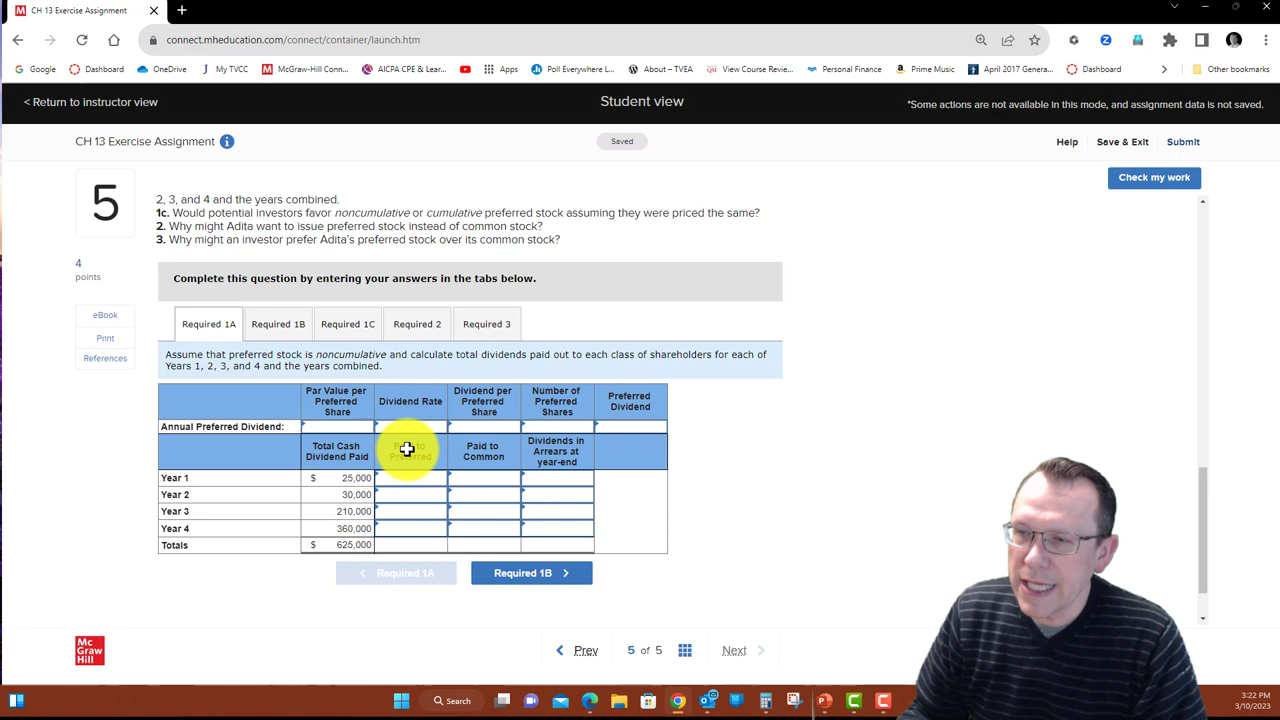 CH 13 Exercise Assignment
connect.mheducation.com/connect/container/launch.htm
Google
Dashboard
OneDrive
My TVCC
McGraw-Hill Conn...
AICPA CPE & Lear...
Apps
Poll Everywhere L...
About – TVEA
View Course Review...
Personal Finance
Prime Music
April 2017 Genera...
Dashboard
Other bookmarks
< Return to instructor view
Student view
*Some actions are not available in this mode, and assignment data is not saved.
CH 13 Exercise Assignment
Saved
Help
Save & Exit
Submit
Check my work
5
4
points
eBook
Print
References
2, 3, and 4 and the years combined.
1c. Would potential investors favor noncumulative or cumulative preferred stock assuming they were priced the same?
2. Why might Adita want to issue preferred stock instead of common stock?
3. Why might an investor prefer Adita's preferred stock over its common stock?
Complete this question by entering your answers in the tabs below.
Required 1A
Required 1B
Required 1C
Required 2
Required 3
Assume that preferred stock is noncumulative and calculate total dividends paid out to each class of shareholders for each of
Years 1, 2, 3, and 4 and the years combined.
Par Value per
Preferred
Share
Dividend Rate
Dividend per
Preferred
Share
Number of
Preferred
Shares
Preferred
Dividend
Annual Preferred Dividend:
Total Cash
Dividend Paid
Paid to
Preferred
Paid to
Common
Dividends in
Arrears at
year-end
Year 1 $ 25,000
Year 2 30,000
Year 3 210,000
Year 4 360,000
Totals $ 625,000
< Required 1A
Required 1B >
Mc
Graw
Hill
< Prev
5 of 5
Next >
Search
3:22 PM
3/10/2023